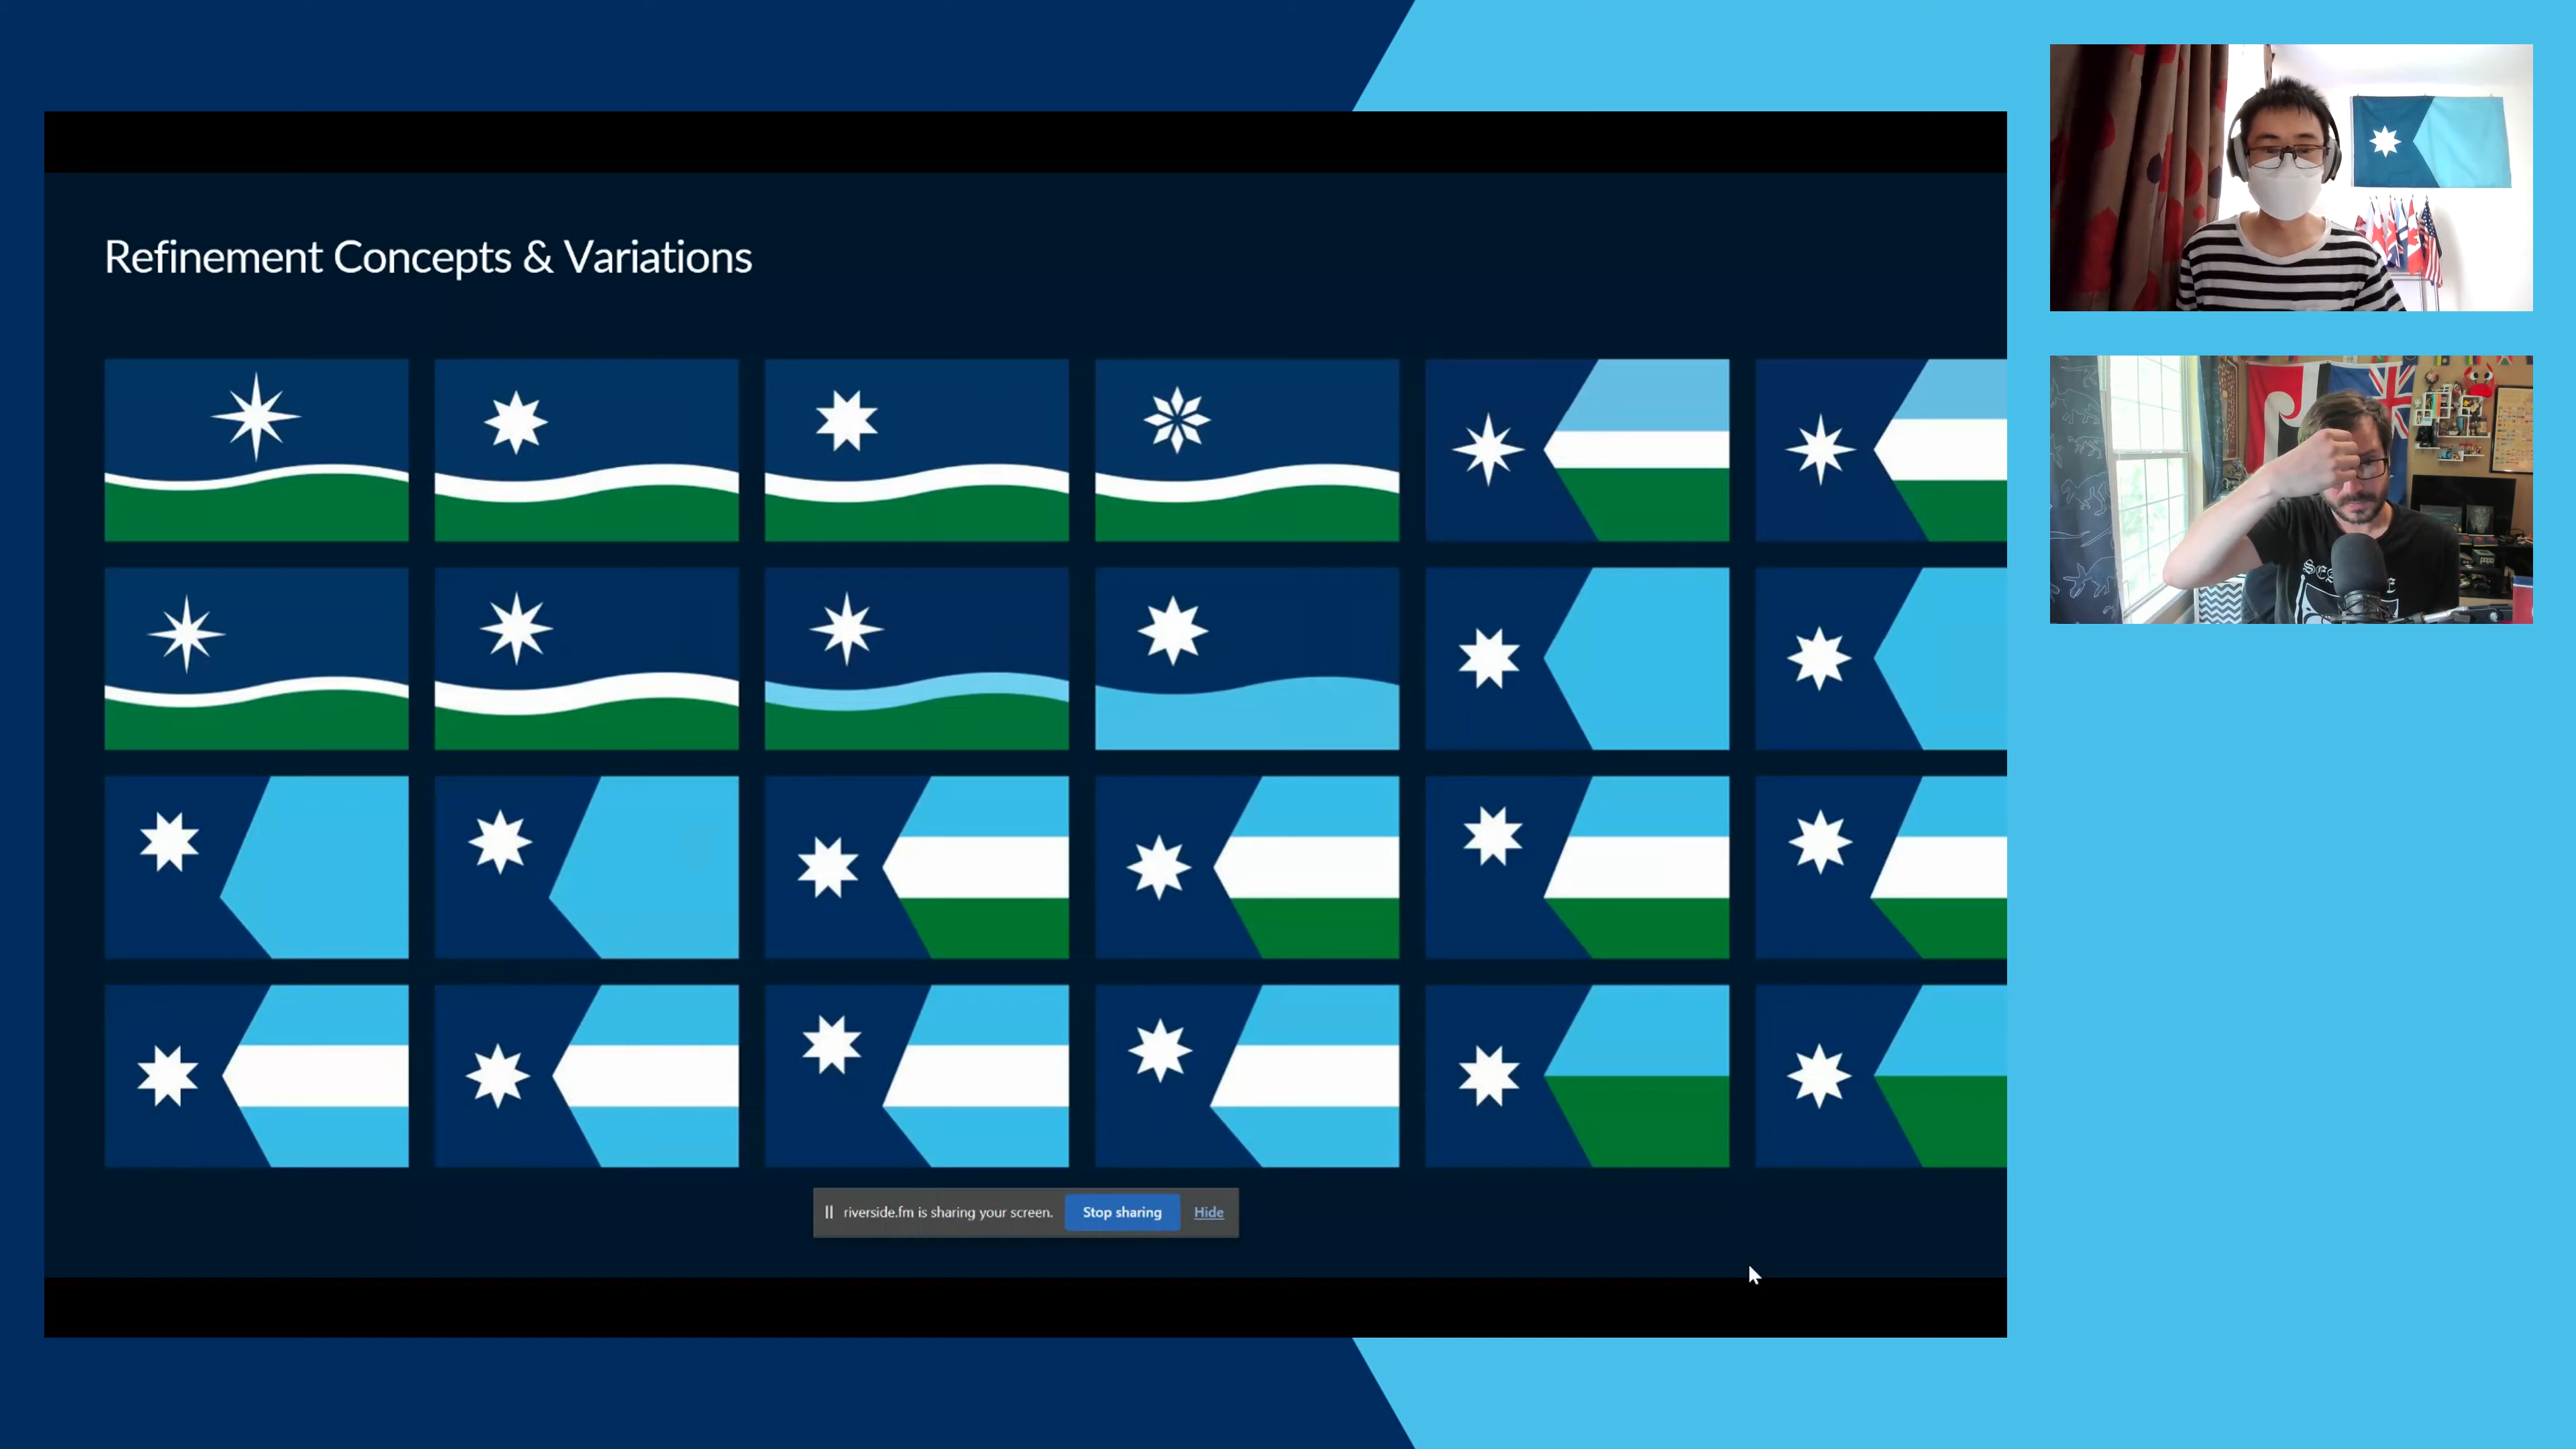 Refinement Concepts & Variations
riverside.fm is sharing your screen. Stop sharing Hide